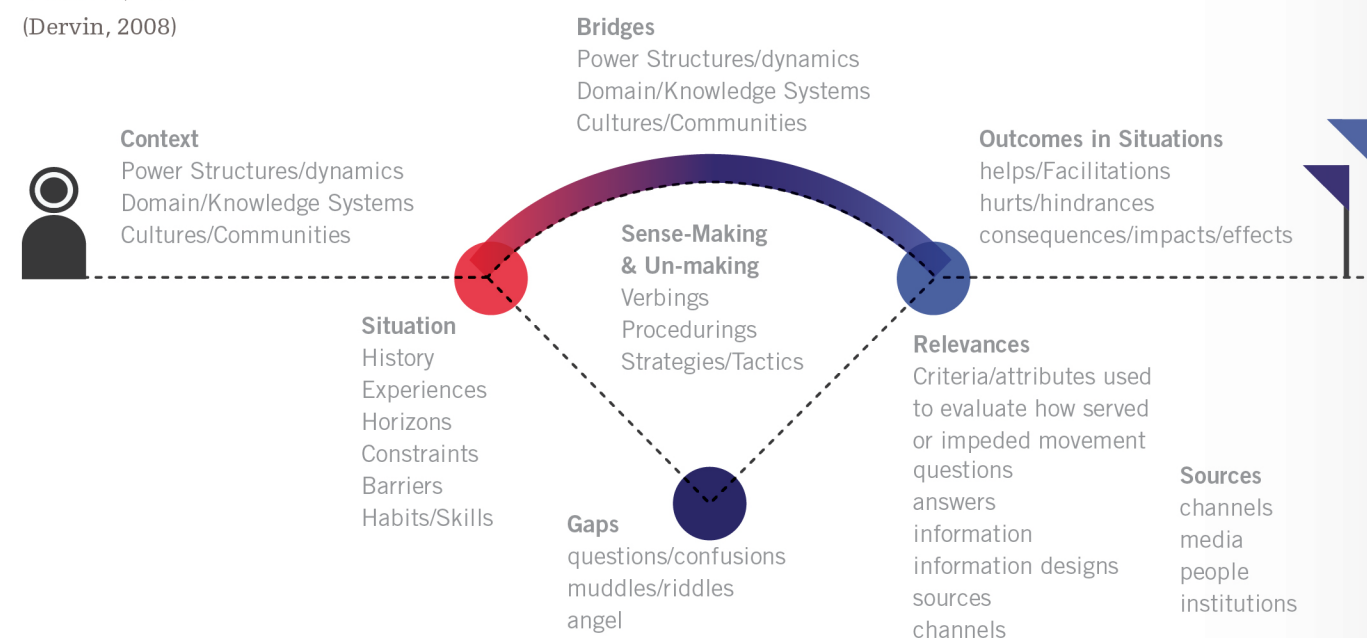 (Dervin, 2008)
Bridges
Power Structures/dynamics
Domain/Knowledge Systems
Cultures/Communities
Context
Power Structures/dynamics
Domain/Knowledge Systems
Cultures/Communities
Outcomes in Situations
helps/Facilitations
hurts/hindrances
consequences/impacts/effects
Sense-Making
& Un-making
Verbings
Procedurings
Strategies/Tactics
Situation
History
Experiences
Horizons
Constraints
Barriers
Habits/Skills
Gaps
questions/confusions
muddles/riddles
angel
Relevances
Criteria/attributes used
to evaluate how served
or impeded movement
questions
answers
information
information designs
sources
channels
Sources
channels
media
people
institutions